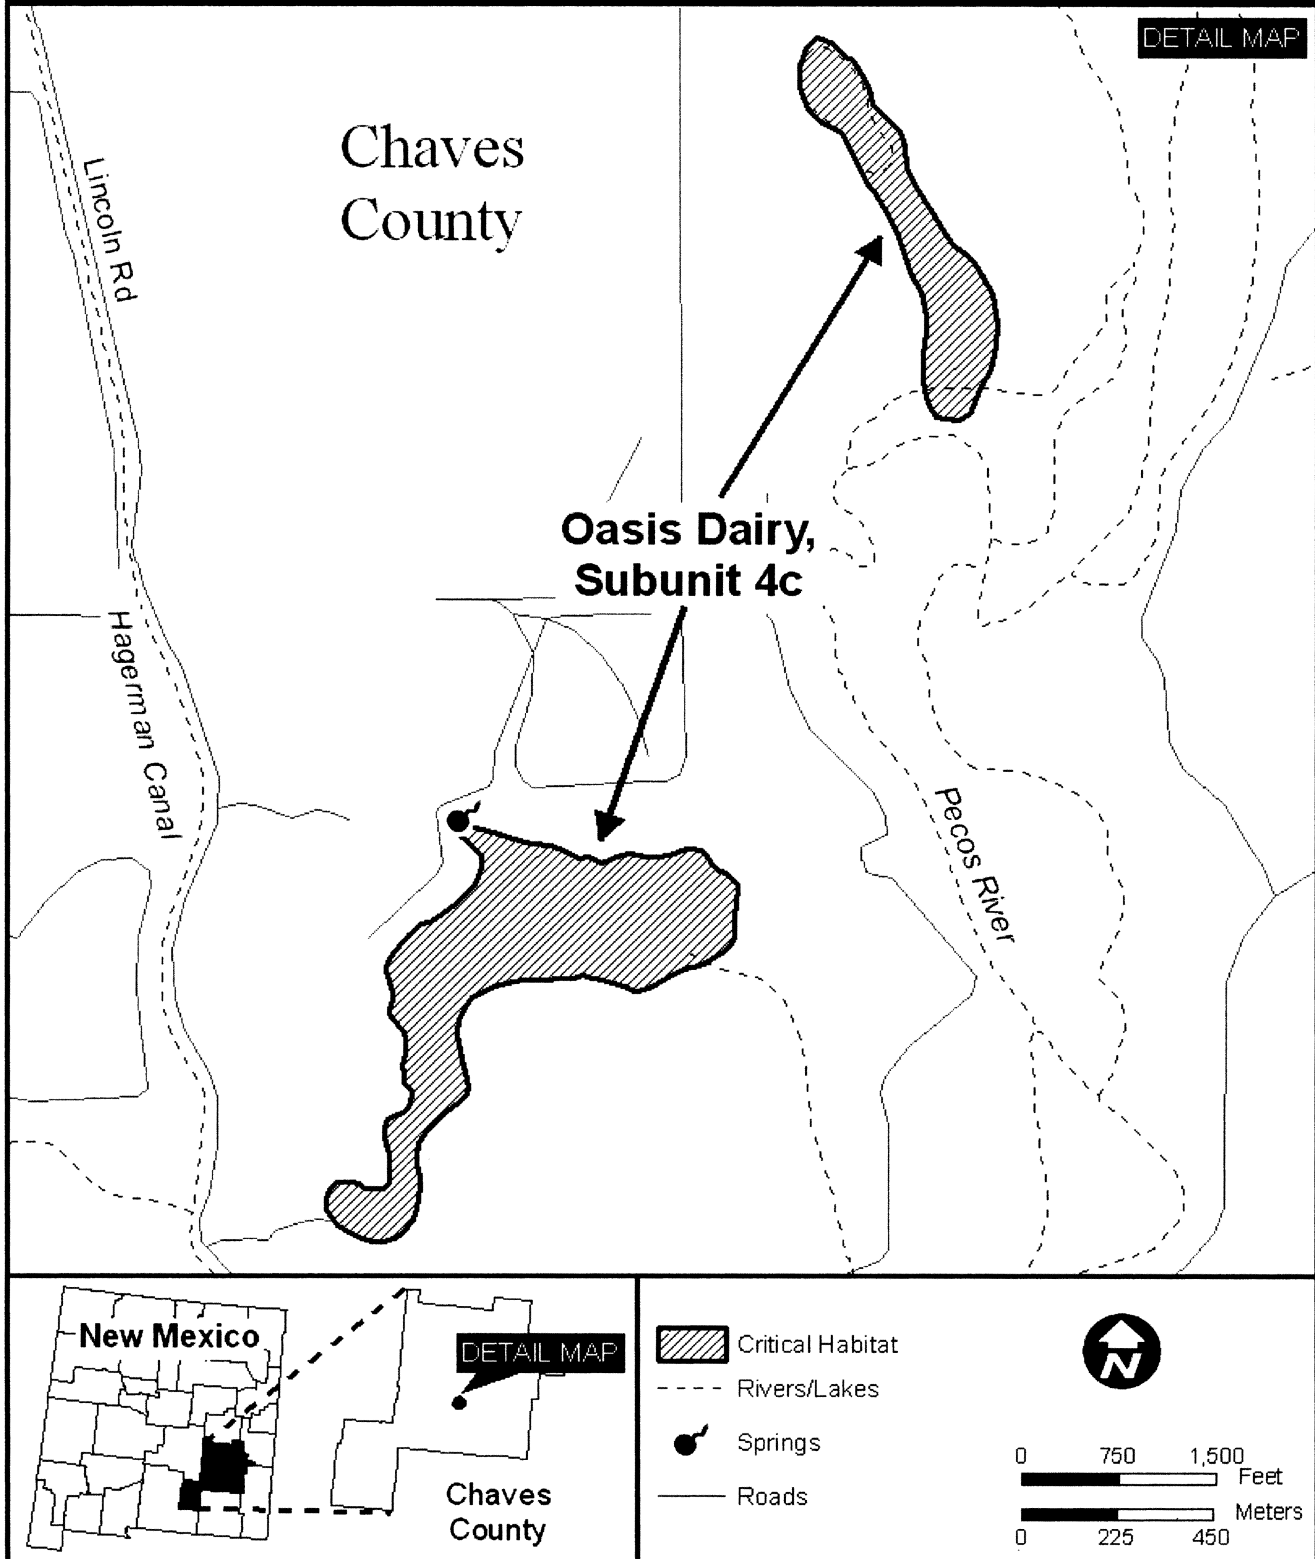 DETAIL MAP
Chaves
County
Lincoln Rd
Oasis Dairy,
Subunit 4c
Hagerman Canal
Pecos River
New Mexico
DETAIL MAP
Chaves
County
Critical Habitat
Rivers/Lakes
Springs
Roads
N
0 750 1,500
Feet
Meters
0 225 450